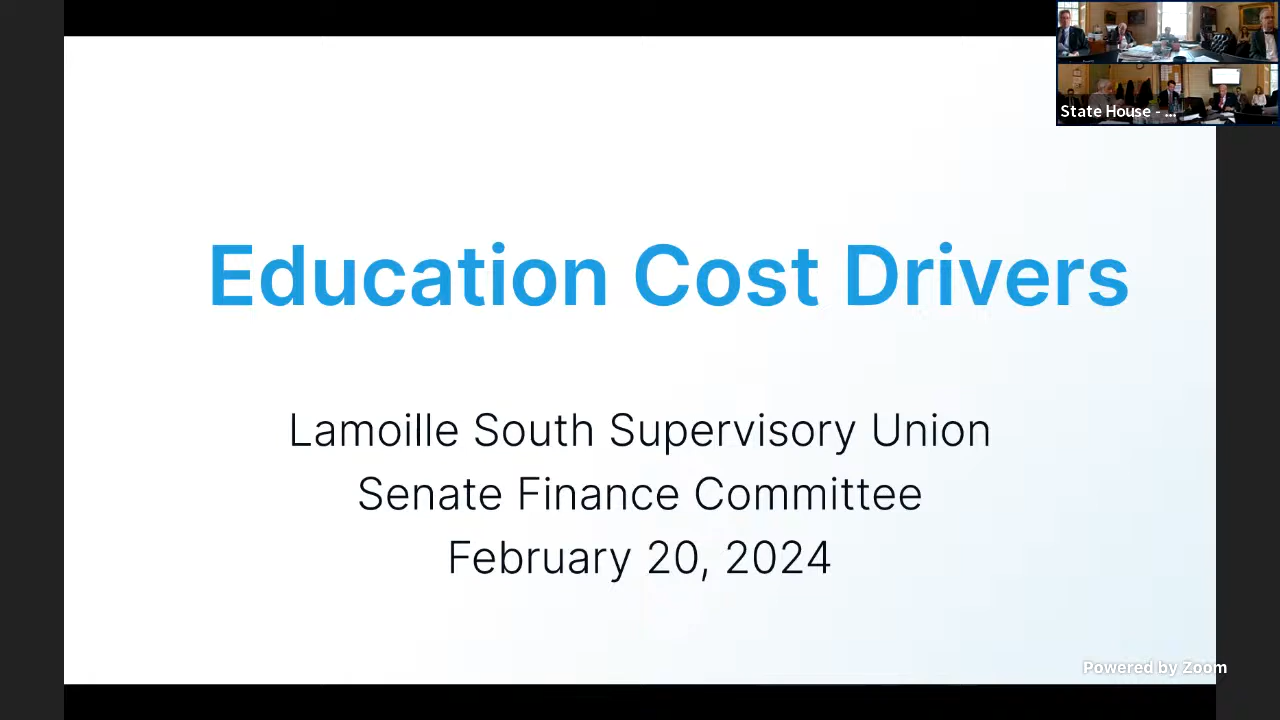 State House - ...
Education Cost Drivers
Lamoille South Supervisory Union
Senate Finance Committee
February 20, 2024
Powered by Zoom